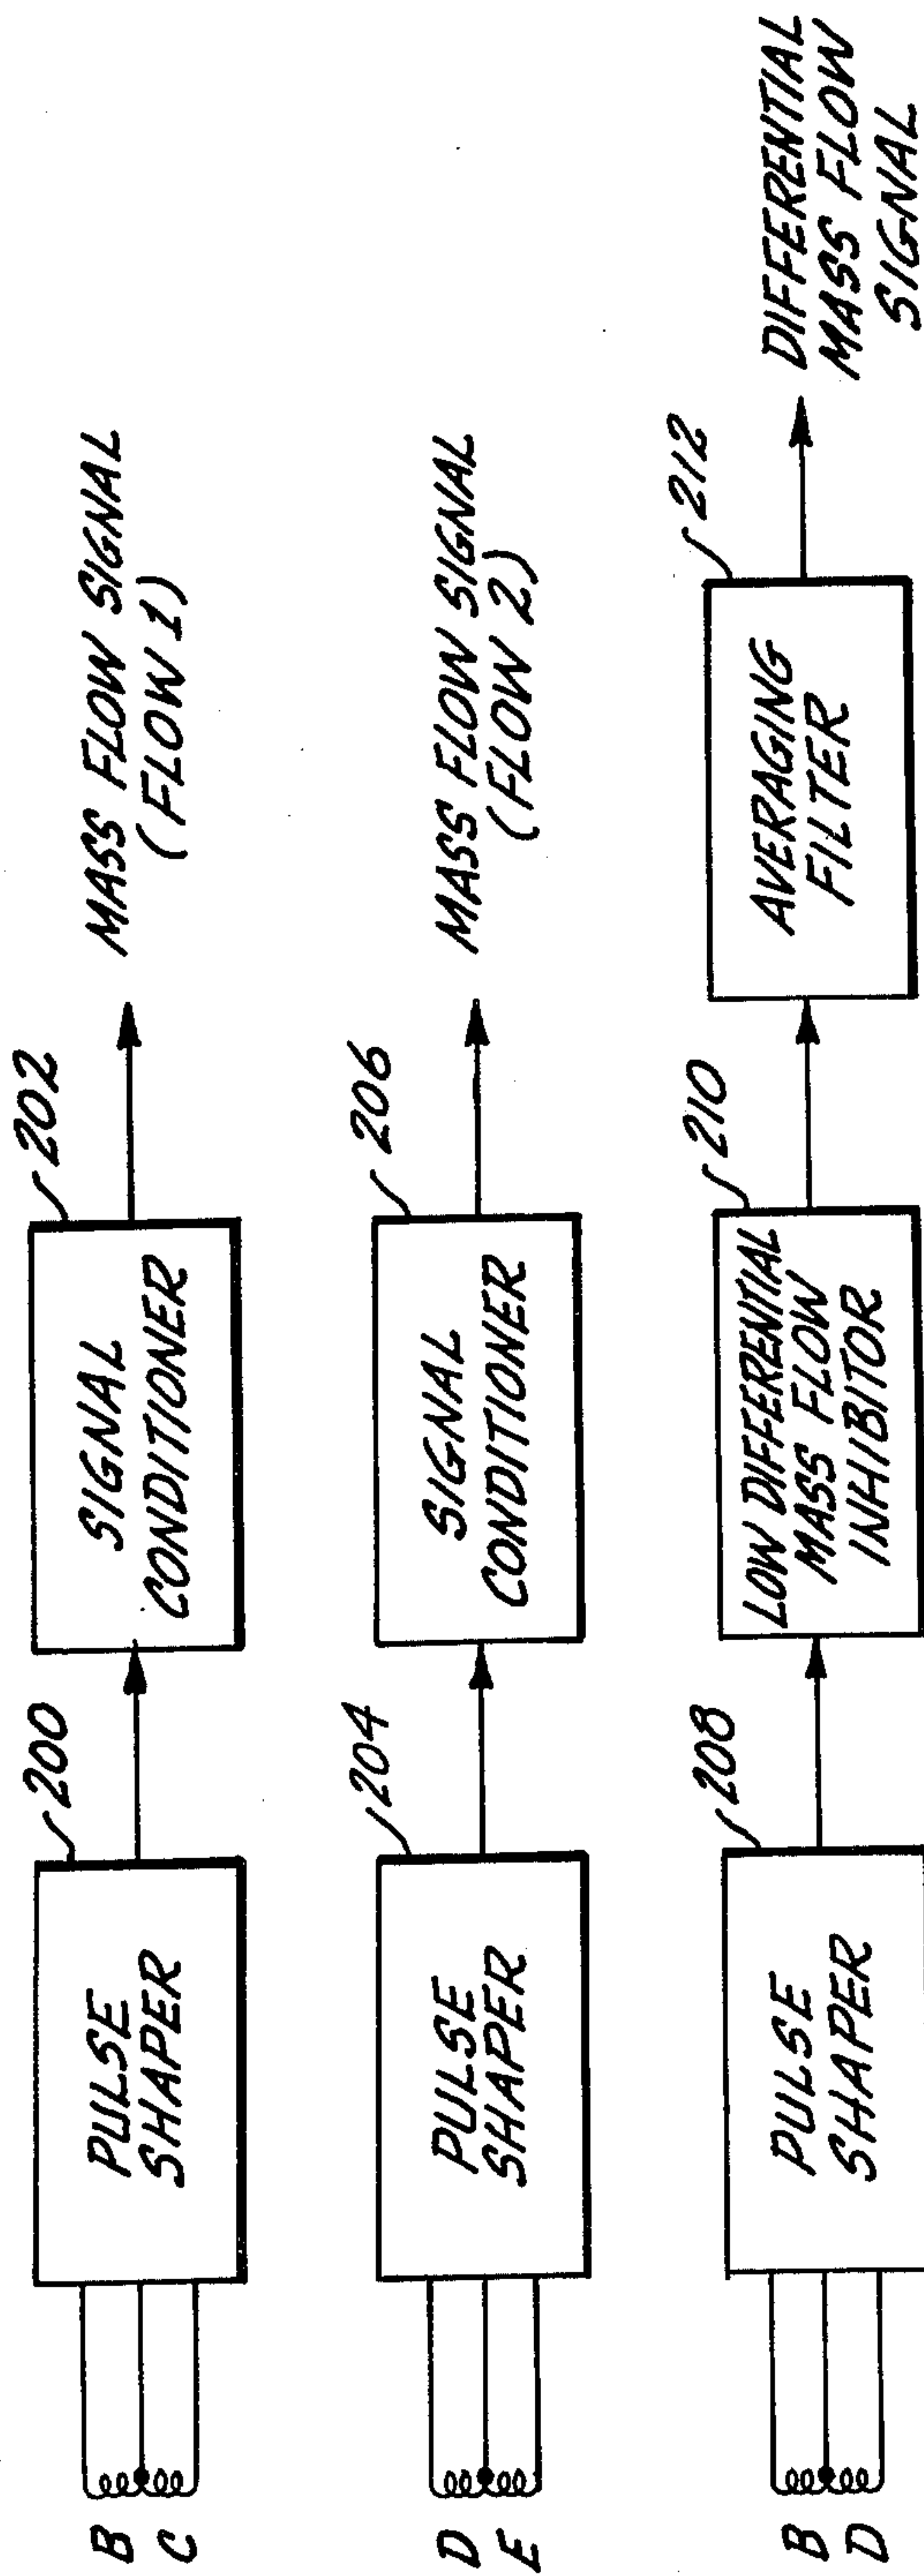 B
C
PULSE
SHAPER
200
SIGNAL
CONDITIONER
202
MASS FLOW SIGNAL
(FLOW 1)
D
E
PULSE
SHAPER
204
SIGNAL
CONDITIONER
206
MASS FLOW SIGNAL
(FLOW 2)
B
D
PULSE
SHAPER
208
LOW DIFFERENTIAL
MASS FLOW
INHIBITOR
210
AVERAGING
FILTER
212
DIFFERENTIAL
MASS FLOW
SIGNAL